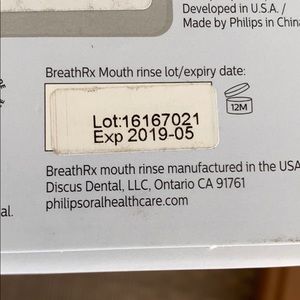 Developed in U.S.A. /
Made by Philips in China
BreathRx Mouth rinse lot/expiry date:
Lot:16167021
Exp 2019-05
12M
BreathRx mouth rinse manufactured in the USA
Discus Dental, LLC, Ontario CA 91761
philipsoralhealthcare.com
al.